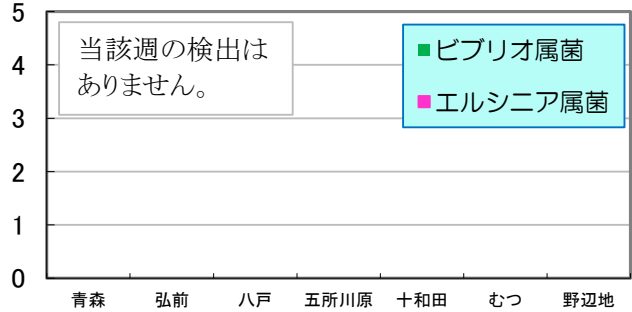 5
4
3
2
1
0
当該週の検出は
ありません。
ビブリオ属菌
エルシニア属菌
青森 弘前 八戸 五所川原 十和田 むつ 野辺地